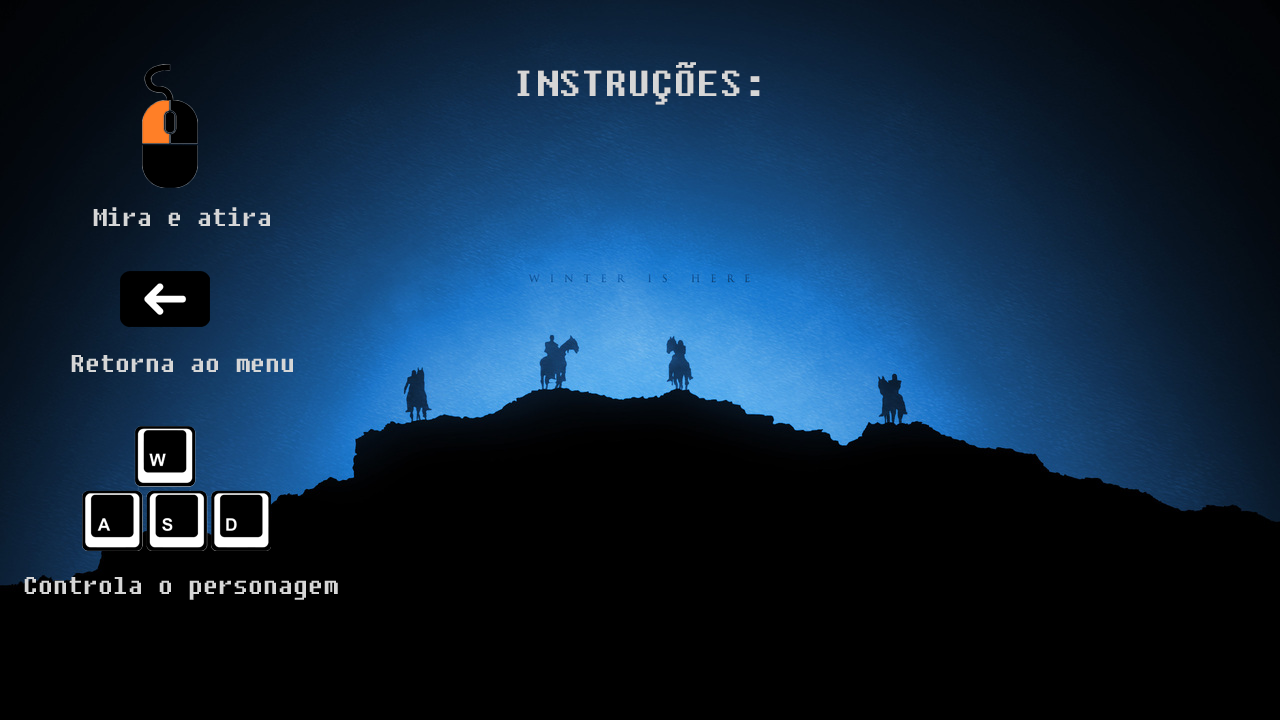 INSTRUÇÕES:
Mira e atira
WINTER IS HERE
Retorna ao menu
W
A S D
Controla o personagem